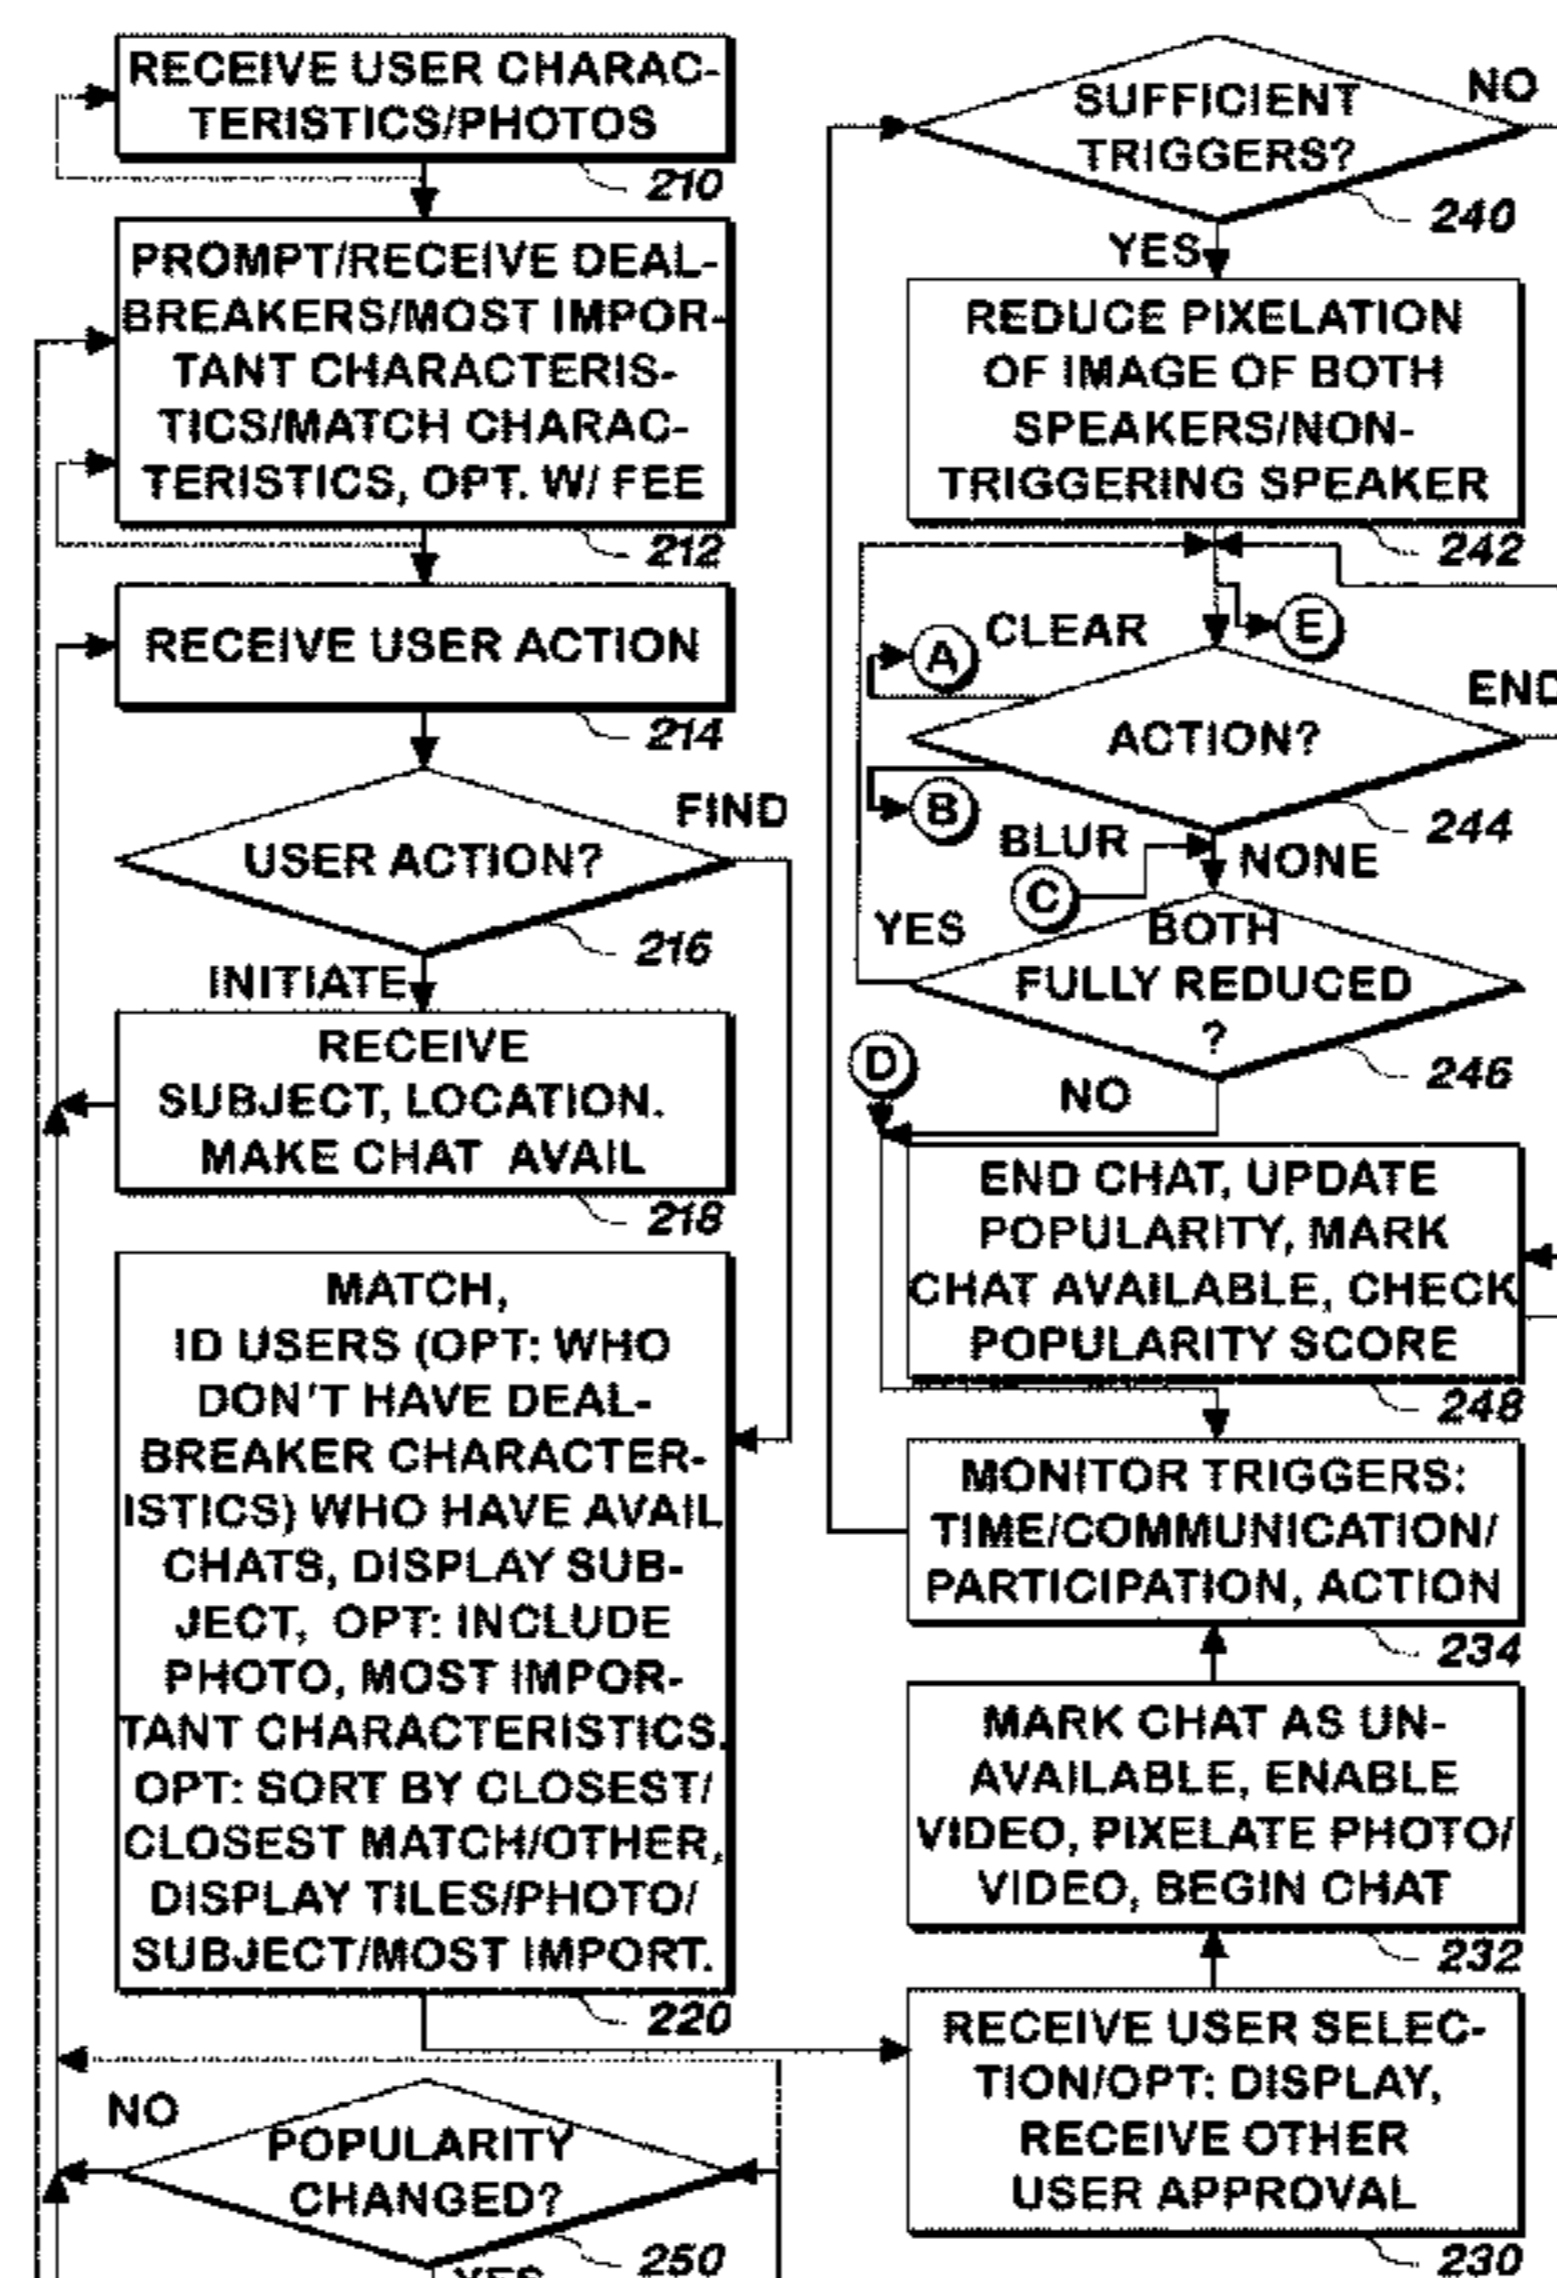 RECEIVE USER CHARAC-
TERISTICS/PHOTOS
210
PROMPT/RECEIVE DEAL-
BREAKERS/MOST IMPOR-
TANT CHARACTERIS-
TICS/MATCH CHARAC-
TERISTICS, OPT. W/ FEE
212
RECEIVE USER ACTION
214
FIND
USER ACTION?
216
INITIATE
RECEIVE
SUBJECT, LOCATION.
MAKE CHAT AVAIL
218
MATCH,
ID USERS (OPT: WHO
DON'T HAVE DEAL-
BREAKER CHARACTER-
ISTICS) WHO HAVE AVAIL
CHATS, DISPLAY SUB-
JECT, OPT: INCLUDE
PHOTO, MOST IMPOR-
TANT CHARACTERISTICS.
OPT: SORT BY CLOSEST/
CLOSEST MATCH/OTHER,
DISPLAY TILES/PHOTO/
SUBJECT/MOST IMPORT.
220
NO
POPULARITY
CHANGED?
250
YES
NO
SUFFICIENT
TRIGGERS?
240
YES
REDUCE PIXELATION
OF IMAGE OF BOTH
SPEAKERS/NON-
TRIGGERING SPEAKER
242
E
A
CLEAR
END
ACTION?
B
244
BLUR
NONE
C
YES
BOTH
FULLY REDUCED
?
246
D
NO
END CHAT, UPDATE
POPULARITY, MARK
CHAT AVAILABLE, CHECK
POPULARITY SCORE
248
MONITOR TRIGGERS:
TIME/COMMUNICATION/
PARTICIPATION, ACTION
234
MARK CHAT AS UN-
AVAILABLE, ENABLE
VIDEO, PIXELATE PHOTO/
VIDEO, BEGIN CHAT
232
RECEIVE USER SELEC-
TION/OPT: DISPLAY,
RECEIVE OTHER
USER APPROVAL
230